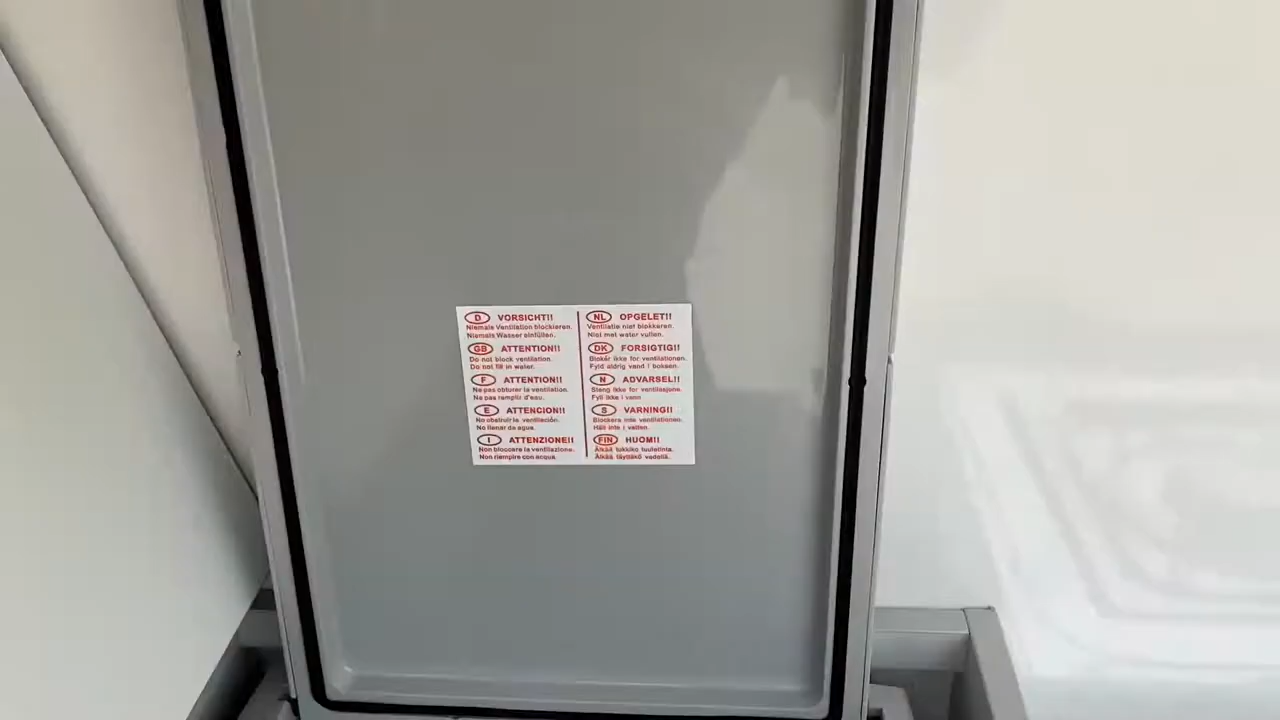 D VORSICHT!!
Niemals Ventilation blockieren.
Niemals Wasser einfüllen.
GB ATTENTION!!
Do not block ventilation.
Do not fill in water.
F ATTENTION!!
Ne pas obturer la ventilation.
Ne pas remplir d'eau.
E ATTENCION!!
No obstruir la ventilación.
No llenar de agua.
I ATTENZIONE!!
Non bloccare la ventilazione.
Non riempire con acqua.
NL OPGELET!!
Ventilatie niet blokkeren.
Niet met water vullen.
DK FORSIGTIG!!
Blokér ikke for ventilationen.
Fyld aldrig vand i boksen.
N ADVARSEL!!
Steng ikke for ventilasjone.
Fyll ikke i vann
S VARNING!!
Blockera inte ventilationen.
Häll inte i vatten.
FIN HUOM!!
Älkää tukkiko tuuletinta.
Älkää täyttäkö vedellä.